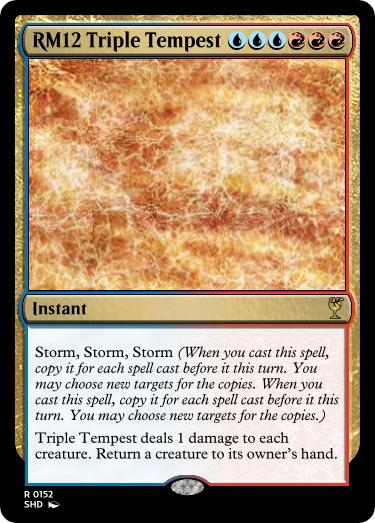 RM12 Triple Tempest
Instant
Storm, Storm, Storm (When you cast this spell,
copy it for each spell cast before it this turn. You
may choose new targets for the copies. When you
cast this spell, copy it for each spell cast before it this
turn. You may choose new targets for the copies.)
Triple Tempest deals 1 damage to each
creature. Return a creature to its owner's hand.
R 0152
SHD